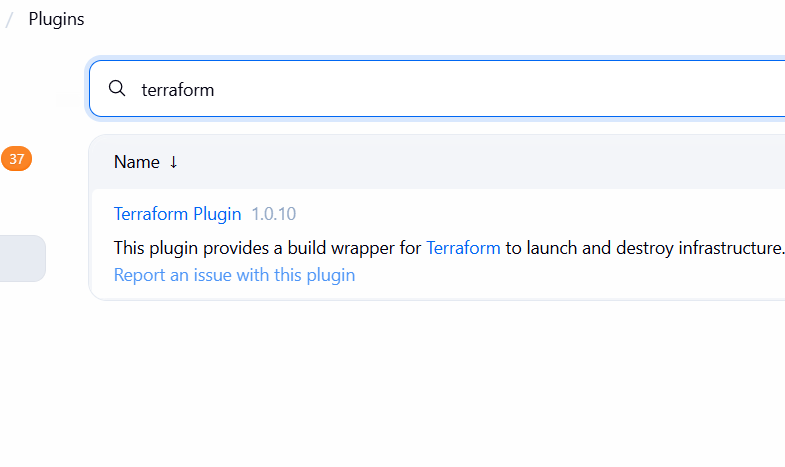 / Plugins
terraform
37
Name ↓
Terraform Plugin 1.0.10
This plugin provides a build wrapper for Terraform to launch and destroy infrastructure.
Report an issue with this plugin